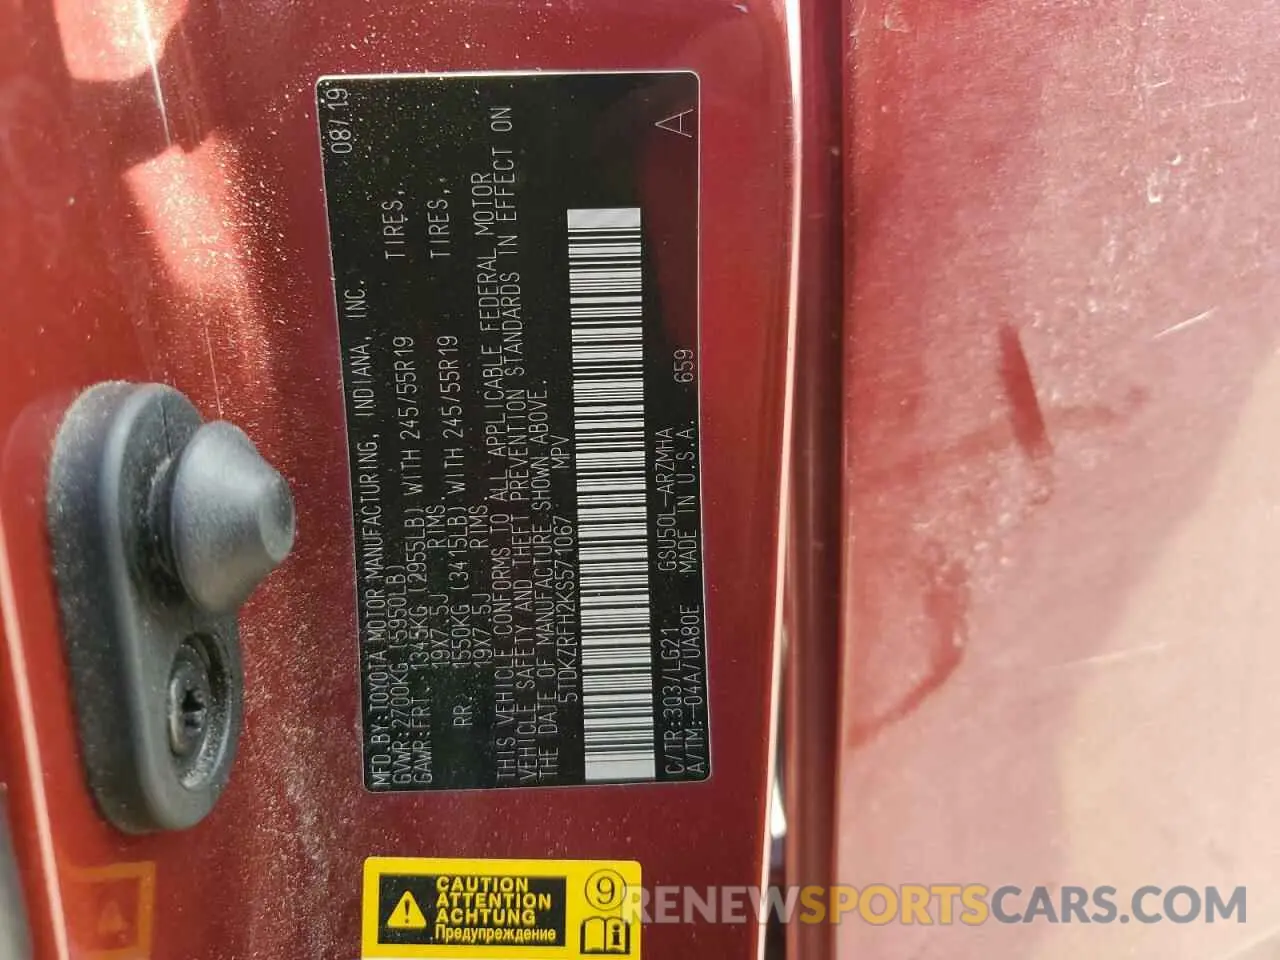 MFD.BY:TOYOTA MOTOR MANUFACTURING, INDIANA, INC. 08/19
GVWR:2700KG (5950LB)
GAWR:FRT. 1345KG (2955LB) WITH 245/55R19 TIRES,
19X7.5J RIMS.
RR. 1550KG (3415LB) WITH 245/55R19 TIRES,
19X7.5J RIMS.
THIS VEHICLE CONFORMS TO ALL APPLICABLE FEDERAL MOTOR
VEHICLE SAFETY AND THEFT PREVENTION STANDARDS IN EFFECT ON
THE DATE OF MANUFACTURE SHOWN ABOVE.
5TDKZRFH2KS571067 MPV
C/TR:3Q3/LG21 GSU50L-ARZMHA 659
A/TM:-04A/UA80E MADE IN U.S.A.
A
CAUTION
ATTENTION
ACHTUNG
Предупреждение
9
RENEWSPORTSCARS.COM